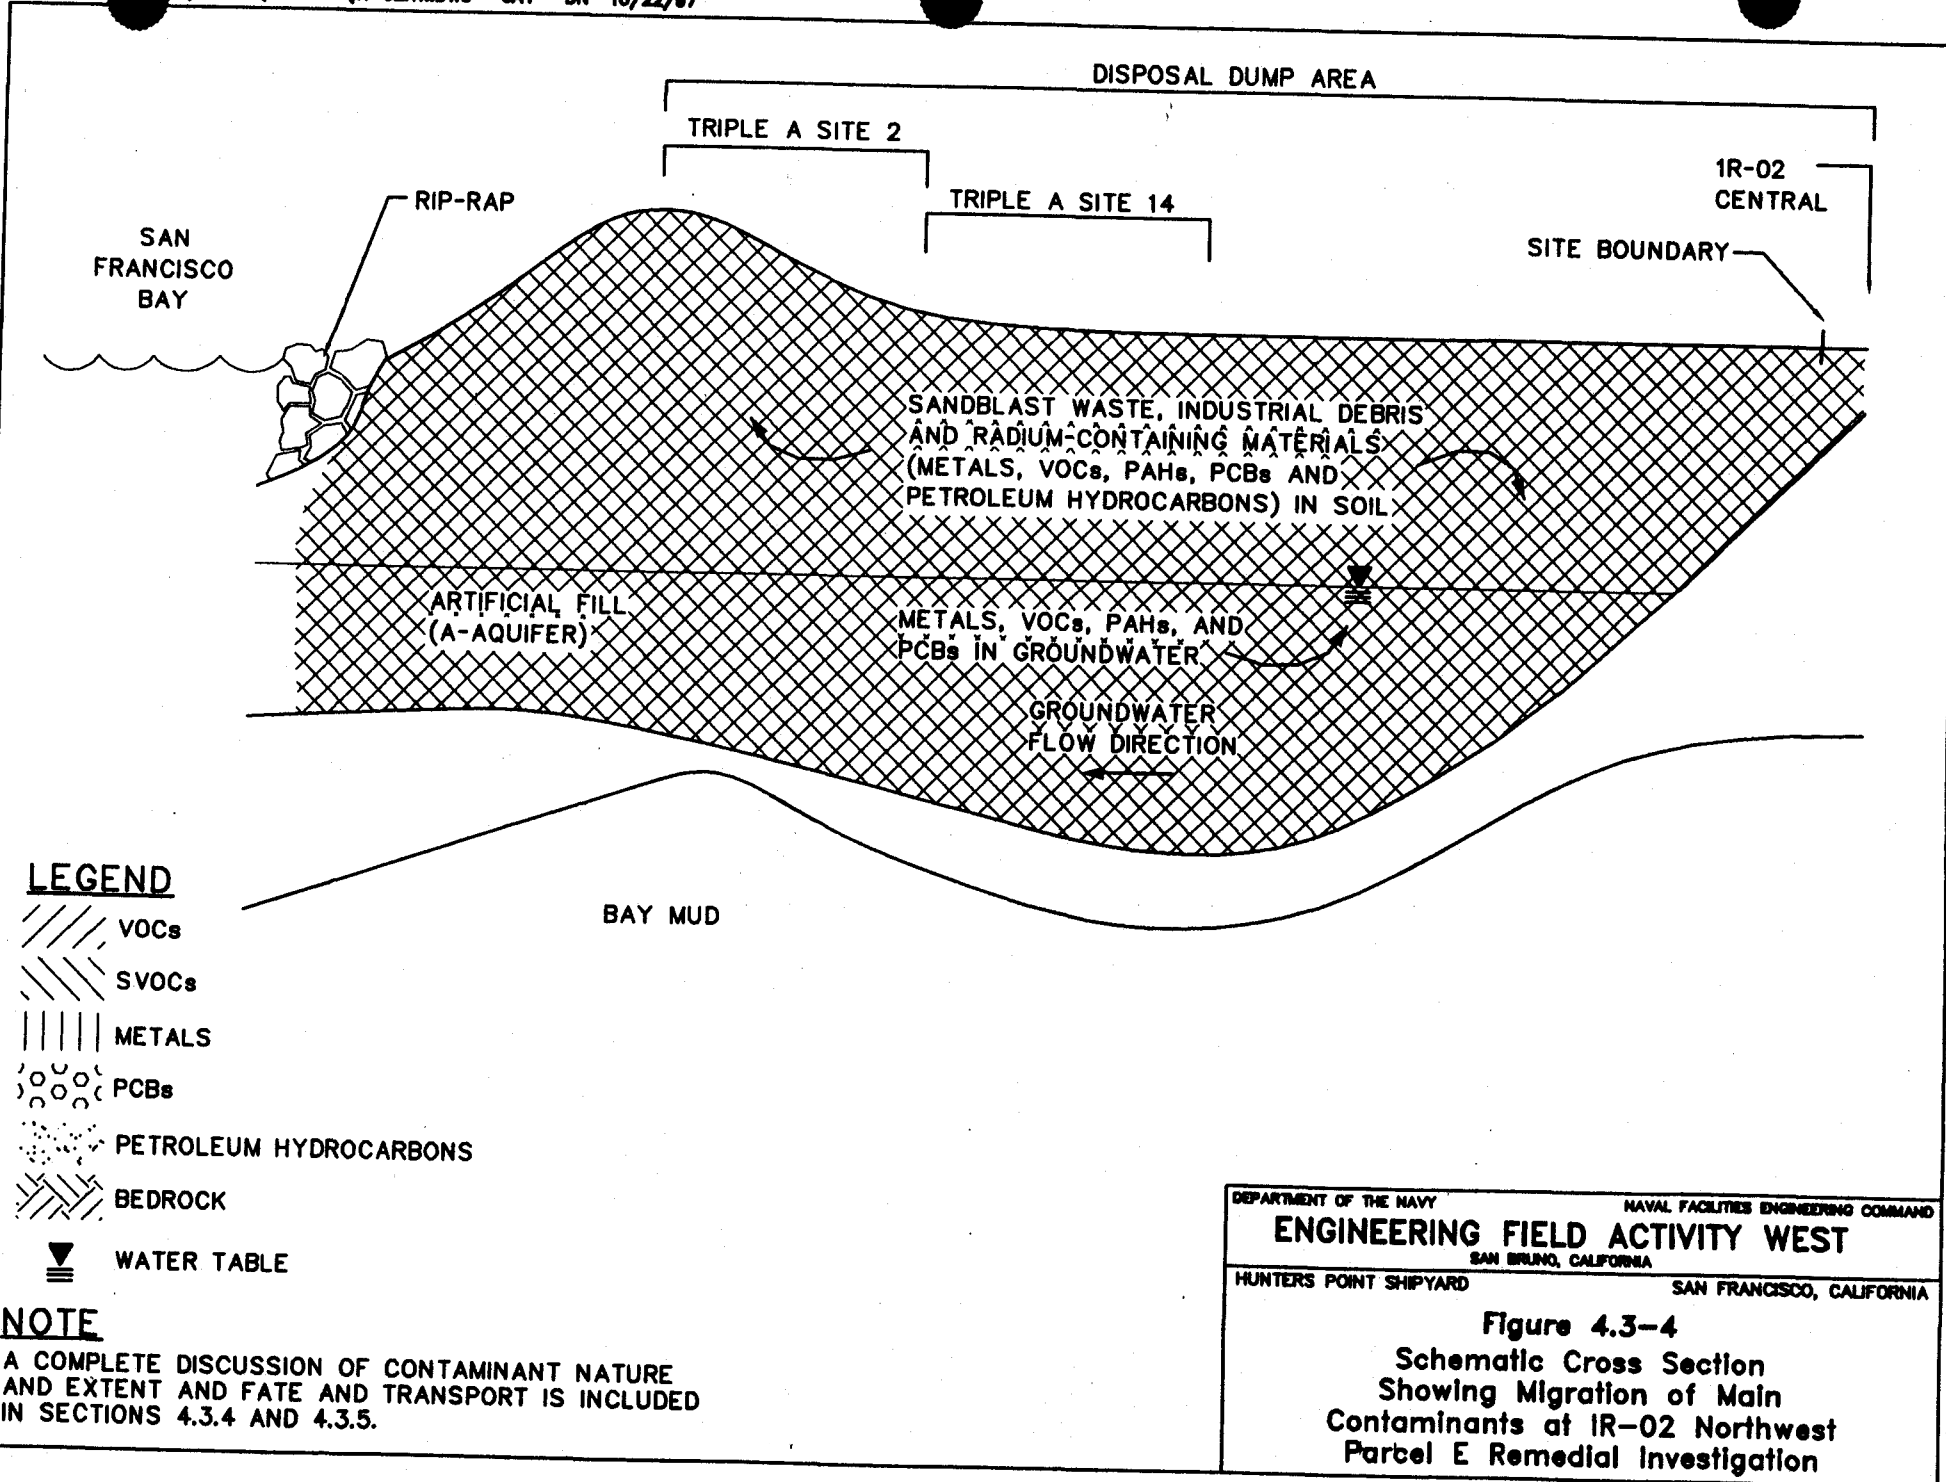 10/22/97
DISPOSAL DUMP AREA
TRIPLE A SITE 2
1R-02
CENTRAL
RIP-RAP
TRIPLE A SITE 14
SITE BOUNDARY
SAN
FRANCISCO
BAY
SANDBLAST WASTE, INDUSTRIAL DEBRIS
AND RADIUM-CONTAINING MATERIALS
(METALS, VOCs, PAHs, PCBs AND
PETROLEUM HYDROCARBONS) IN SOIL
ARTIFICIAL FILL
(A-AQUIFER)
METALS, VOCs, PAHs, AND
PCBs IN GROUNDWATER
GROUNDWATER
FLOW DIRECTION
BAY MUD
LEGEND
VOCs
SVOCs
METALS
PCBs
PETROLEUM HYDROCARBONS
BEDROCK
WATER TABLE
NOTE
A COMPLETE DISCUSSION OF CONTAMINANT NATURE
AND EXTENT AND FATE AND TRANSPORT IS INCLUDED
IN SECTIONS 4.3.4 AND 4.3.5.
DEPARTMENT OF THE NAVY NAVAL FACILITIES ENGINEERING COMMAND
ENGINEERING FIELD ACTIVITY WEST
SAN BRUNO, CALIFORNIA
HUNTERS POINT SHIPYARD SAN FRANCISCO, CALIFORNIA
Figure 4.3-4
Schematic Cross Section
Showing Migration of Main
Contaminants at IR-02 Northwest
Parcel E Remedial Investigation